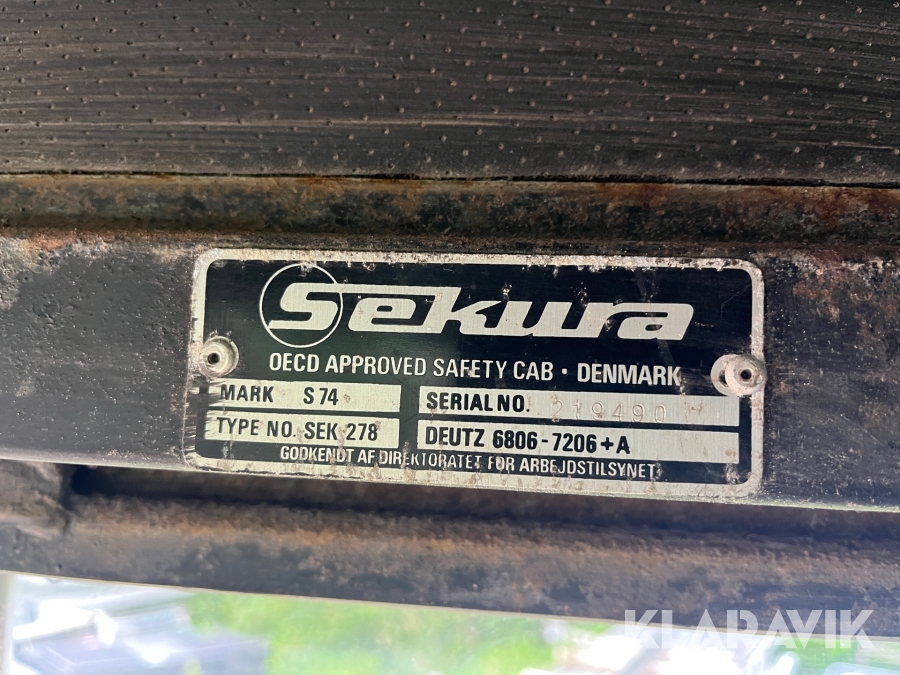 Sekura
OECD APPROVED SAFETY CAB · DENMARK
MARK S 74
SERIAL NO. 219490
TYPE NO. SEK 278
DEUTZ 6806-7206+A
GODKENDT AF DIREKTORATET FOR ARBEJDSTILSYNET
KLARAVIK